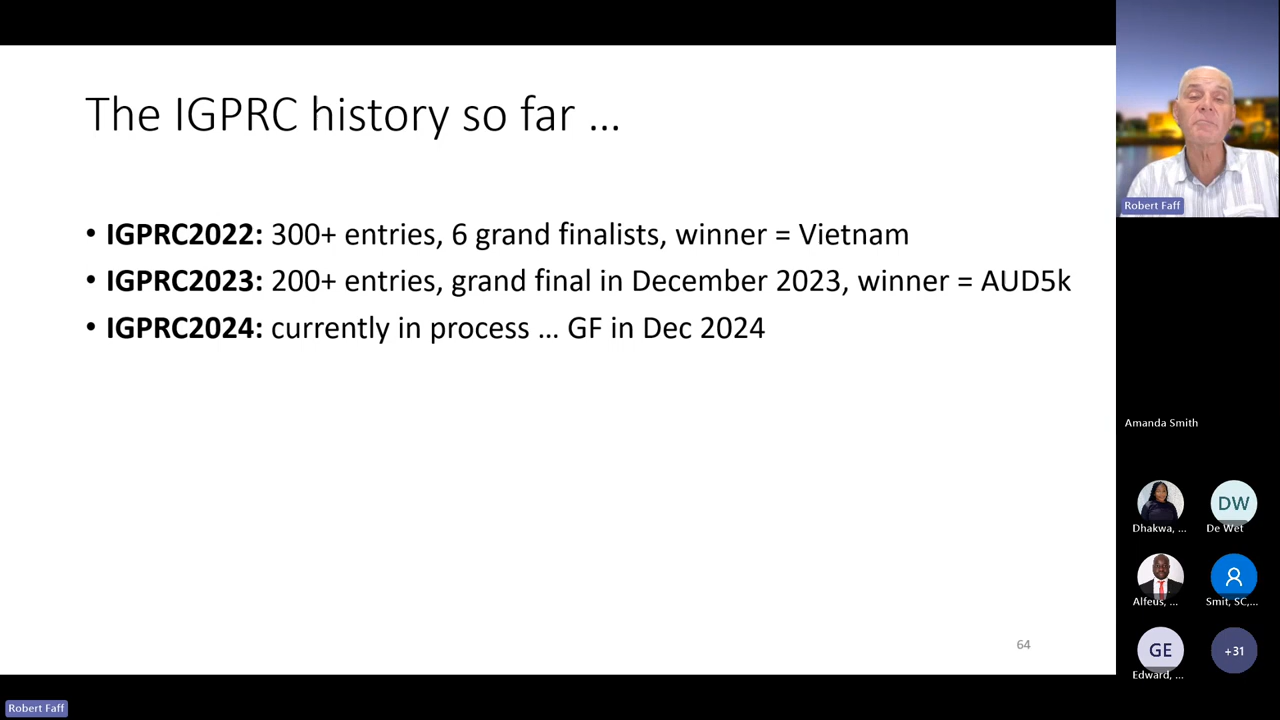 The IGPRC history so far ...
• IGPRC2022: 300+ entries, 6 grand finalists, winner = Vietnam
• IGPRC2023: 200+ entries, grand final in December 2023, winner = AUD5k
• IGPRC2024: currently in process ... GF in Dec 2024
64
Robert Faff
Amanda Smith
DW
Dhakwa, ...
De Wet
Alfeus, ...
Smit, SC,...
GE
+31
Edward, ...
Robert Faff